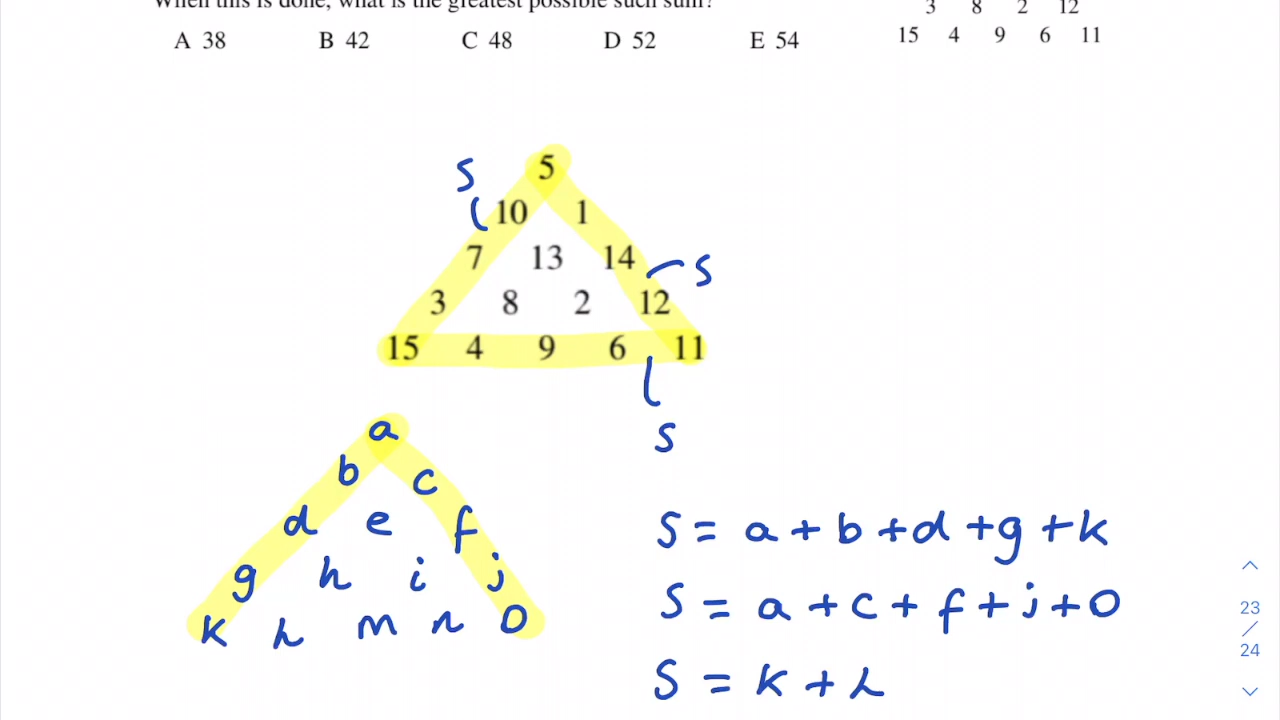 When this is done, what is the greatest possible such sum?
A 38 B 42 C 48 D 52 E 54
3 8 2 12
15 4 9 6 11
5
S
10 1
7 13 14
S
3 8 2 12
15 4 9 6 11
S
a
b c
d e f
g h i j
k h m n o
S = a + b + d + g + k
S = a + c + f + j + o
S = k + h
23
/
24